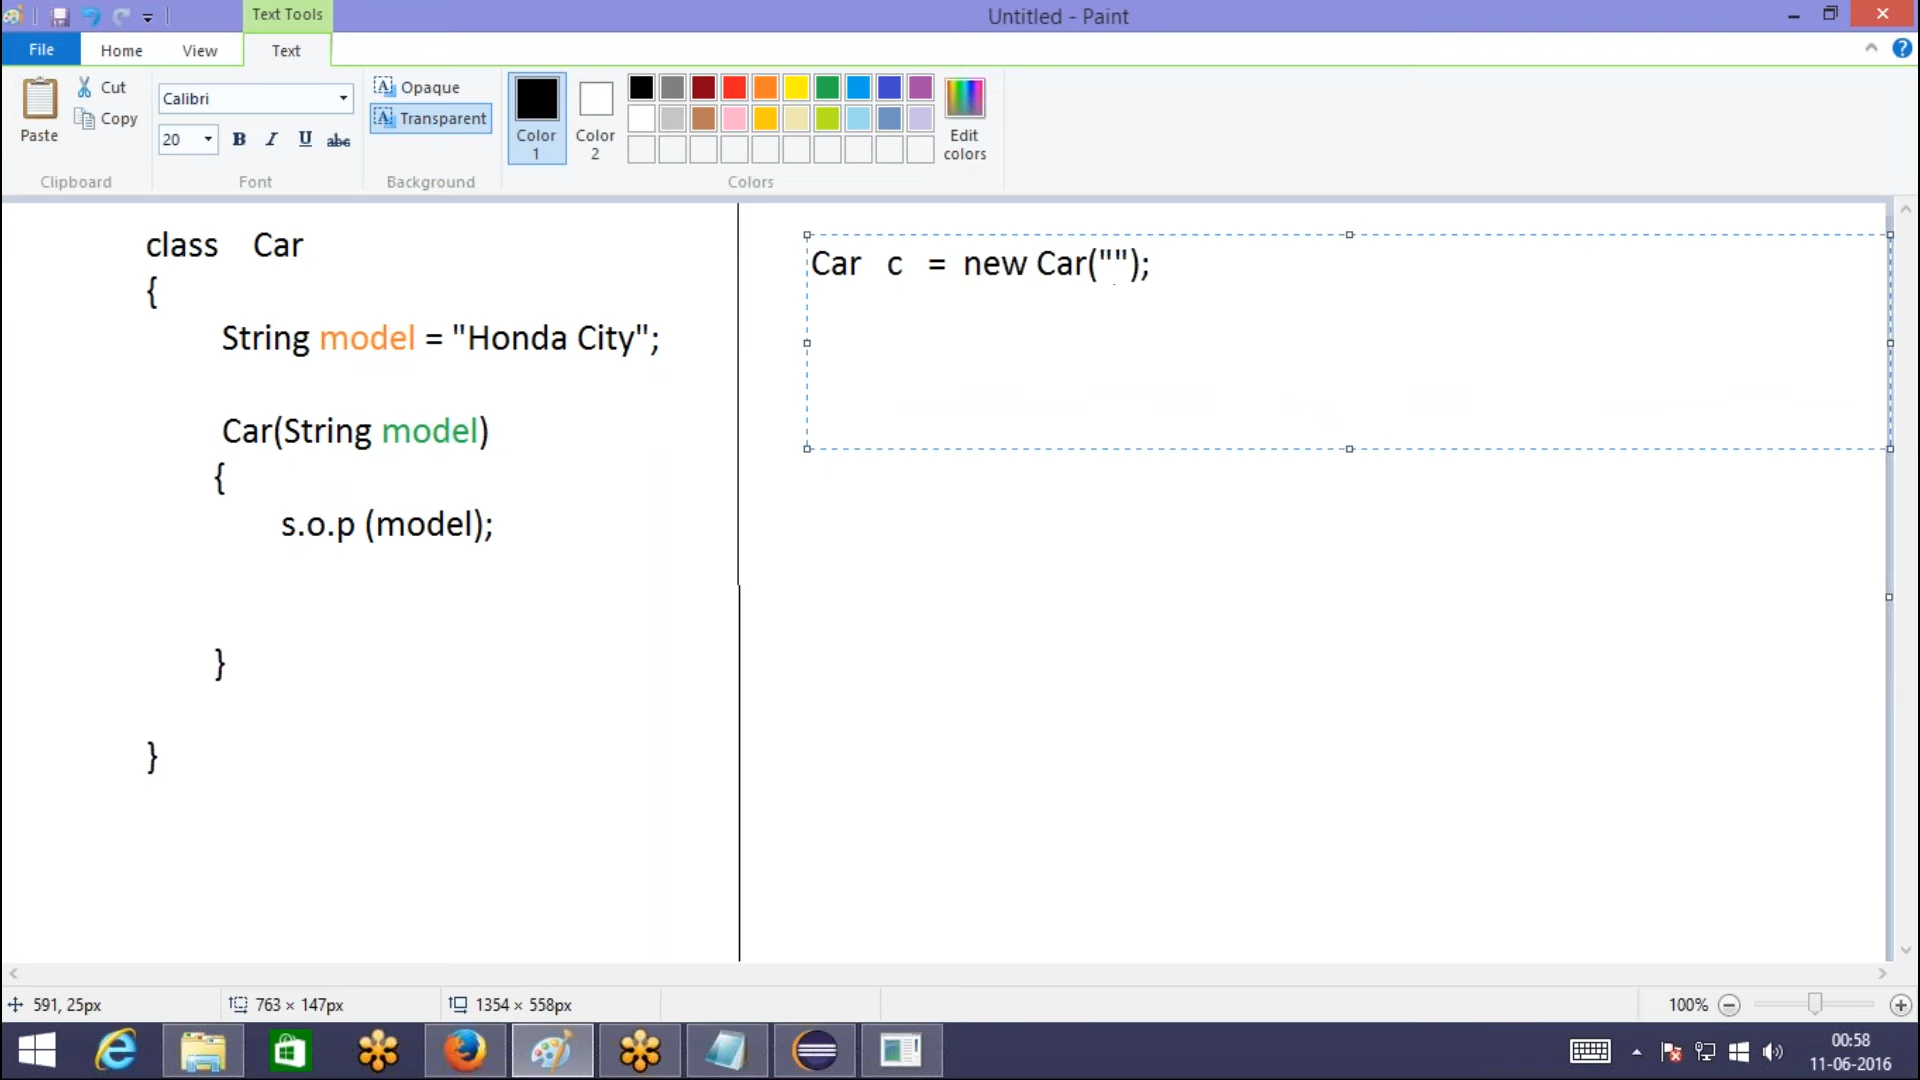 Text Tools
Untitled - Paint
File
Home
View
Text
Paste
Cut
Copy
Clipboard
Calibri
20
B I U abc
Font
Opaque
Transparent
Background
Color 1
Color 2
Edit colors
Colors
class Car
{
String model = "Honda City";
Car(String model)
{
s.o.p (model);
}
}
Car c = new Car("");
591, 25px
763 × 147px
1354 × 558px
100%
00:58
11-06-2016